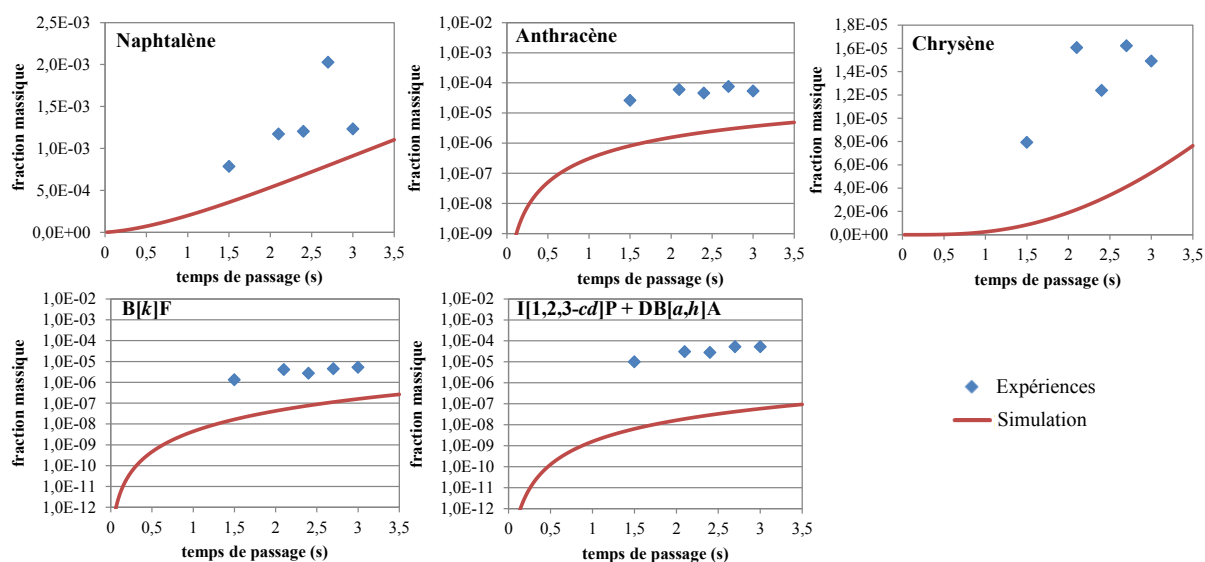 Naphtalène
fraction massique
2,5E-03
2,0E-03
1,5E-03
1,0E-03
5,0E-04
0,0E+00
0 0,5 1 1,5 2 2,5 3 3,5
temps de passage (s)
Anthracène
fraction massique
1,0E-02
1,0E-03
1,0E-04
1,0E-05
1,0E-06
1,0E-07
1,0E-08
1,0E-09
0 0,5 1 1,5 2 2,5 3 3,5
temps de passage (s)
Chrysène
fraction massique
1,8E-05
1,6E-05
1,4E-05
1,2E-05
1,0E-05
8,0E-06
6,0E-06
4,0E-06
2,0E-06
0,0E+00
0 0,5 1 1,5 2 2,5 3 3,5
temps de passage (s)
B[k]F
fraction massique
1,0E-02
1,0E-03
1,0E-04
1,0E-05
1,0E-06
1,0E-07
1,0E-08
1,0E-09
1,0E-10
1,0E-11
1,0E-12
0 0,5 1 1,5 2 2,5 3 3,5
temps de passage (s)
I[1,2,3-cd]P + DB[a,h]A
fraction massique
1,0E-02
1,0E-03
1,0E-04
1,0E-05
1,0E-06
1,0E-07
1,0E-08
1,0E-09
1,0E-10
1,0E-11
1,0E-12
0 0,5 1 1,5 2 2,5 3 3,5
temps de passage (s)
Expériences
Simulation